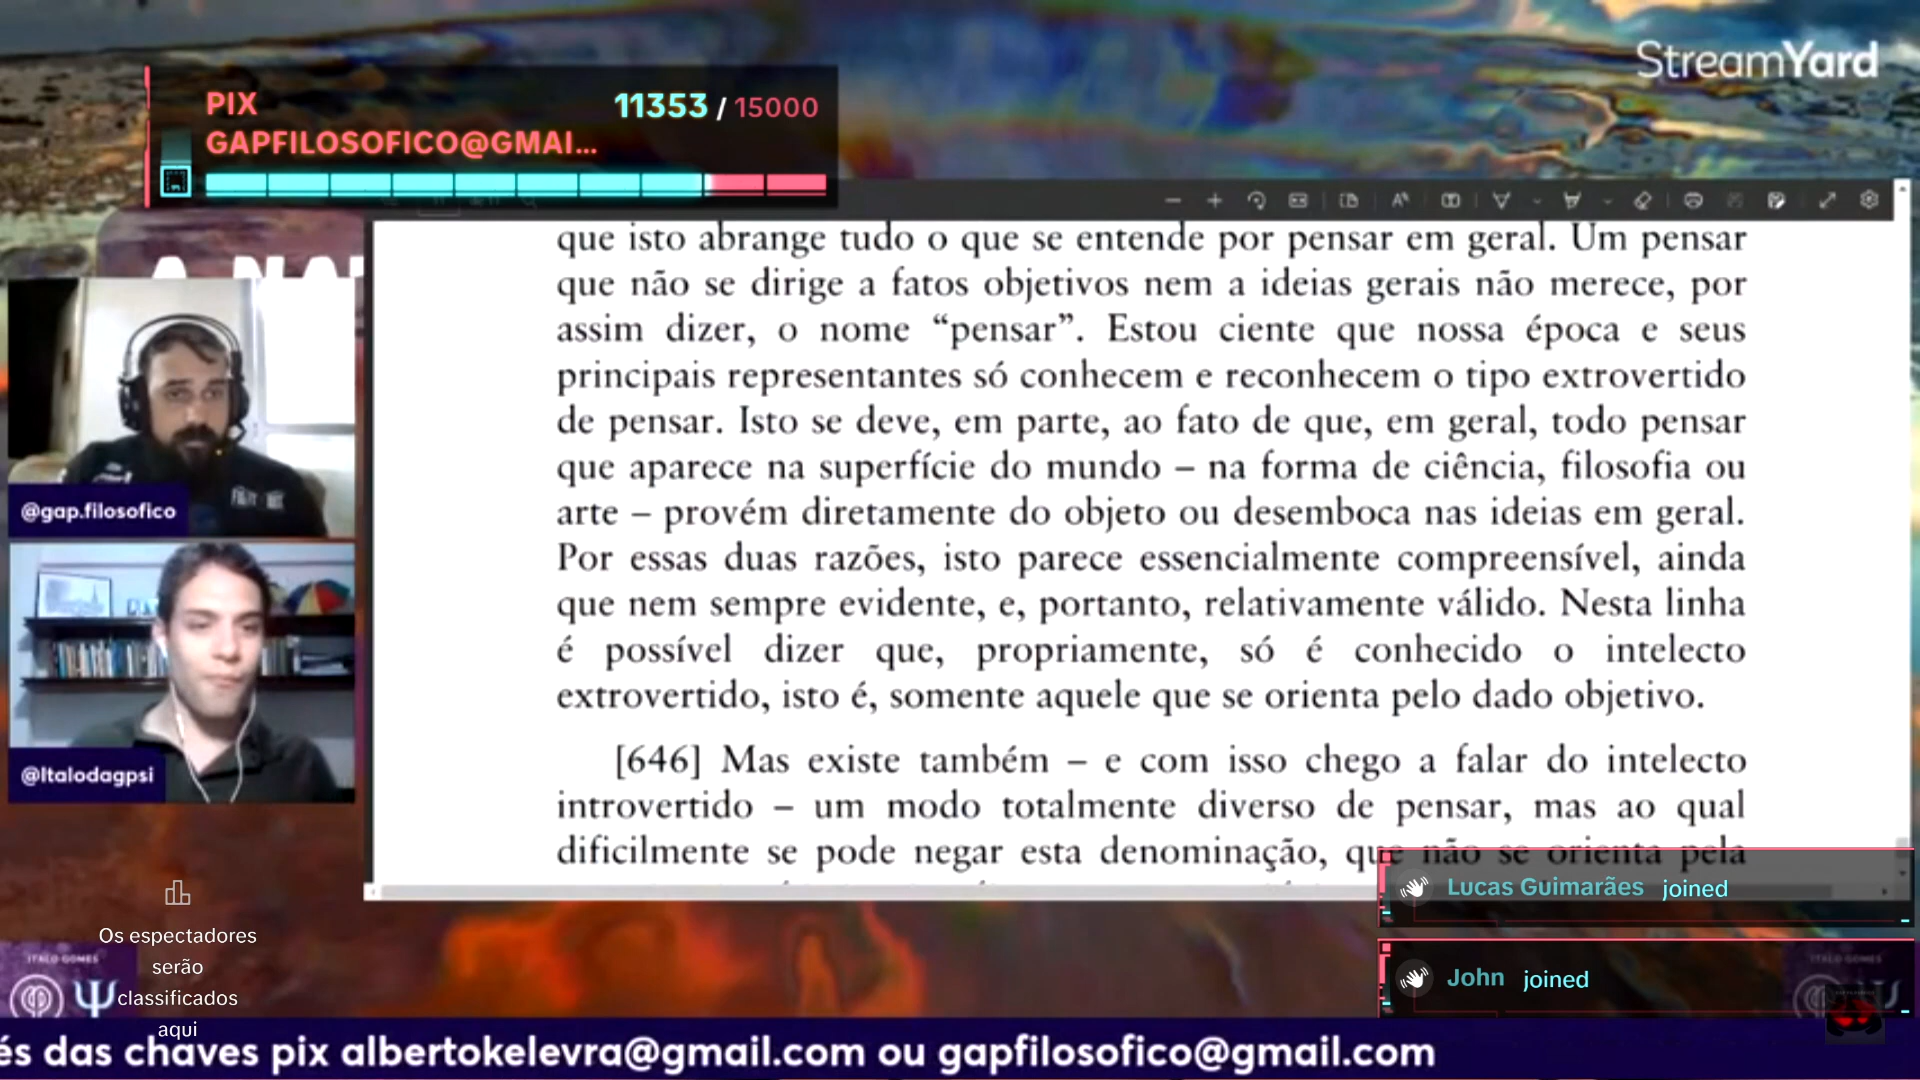 StreamYard
PIX
GAPFILOSOFICO@GMAI...
11353 / 15000
que isto abrange tudo o que se entende por pensar em geral. Um pensar
que não se dirige a fatos objetivos nem a ideias gerais não merece, por
assim dizer, o nome “pensar”. Estou ciente que nossa época e seus
principais representantes só conhecem e reconhecem o tipo extrovertido
de pensar. Isto se deve, em parte, ao fato de que, em geral, todo pensar
que aparece na superfície do mundo – na forma de ciência, filosofia ou
arte – provém diretamente do objeto ou desemboca nas ideias em geral.
Por essas duas razões, isto parece essencialmente compreensível, ainda
que nem sempre evidente, e, portanto, relativamente válido. Nesta linha
é possível dizer que, propriamente, só é conhecido o intelecto
extrovertido, isto é, somente aquele que se orienta pelo dado objetivo.
[646] Mas existe também – e com isso chego a falar do intelecto
introvertido – um modo totalmente diverso de pensar, mas ao qual
dificilmente se pode negar esta denominação, que não se orienta pela
@gap.filosofico
@Italodagpsi
Lucas Guimarães joined
John joined
Os espectadores
serão
classificados
aqui
ITALO GOMES
és das chaves pix albertokelevra@gmail.com ou gapfilosofico@gmail.com